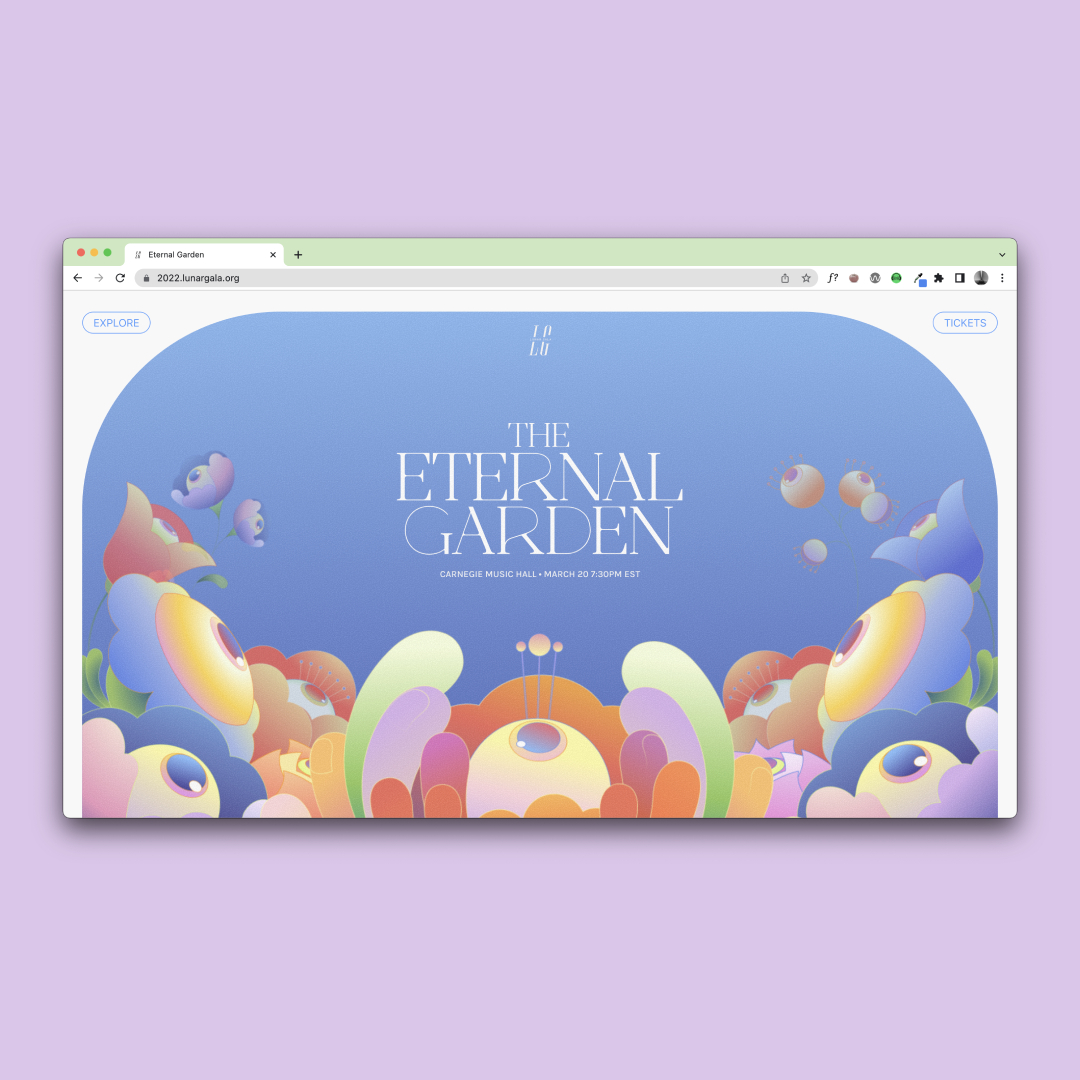 Eternal Garden
2022.lunargala.org
f?
EXPLORE
TICKETS
LG
THE
ETERNAL
GARDEN
CARNEGIE MUSIC HALL • MARCH 20 7:30PM EST